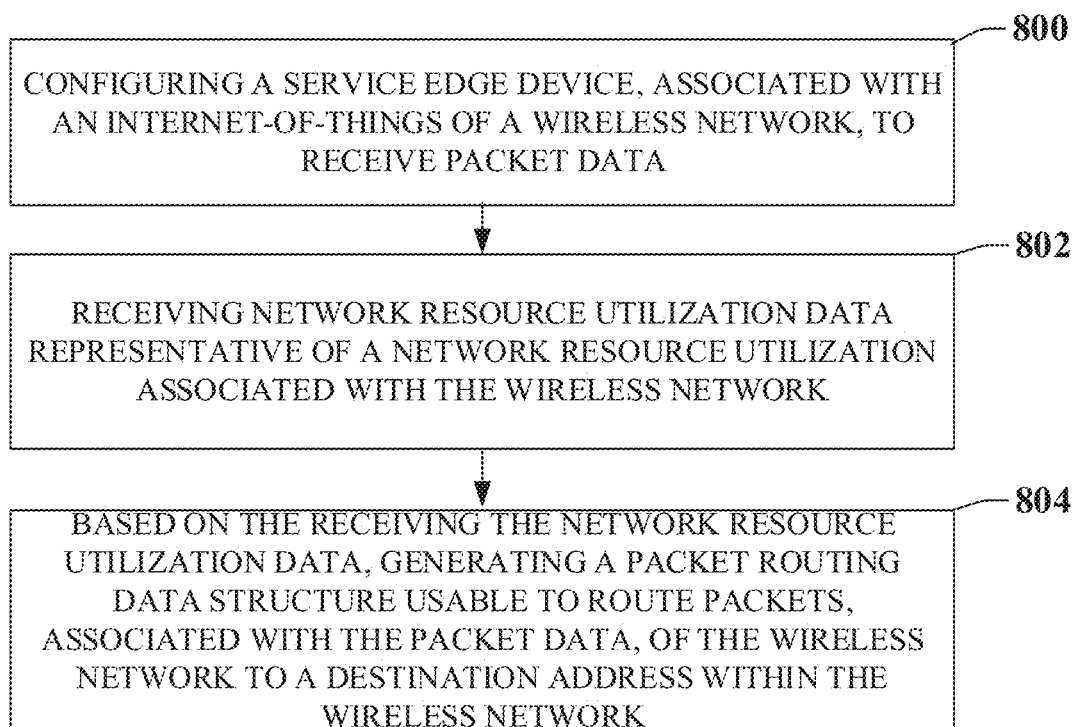 800
CONFIGURING A SERVICE EDGE DEVICE, ASSOCIATED WITH
AN INTERNET-OF-THINGS OF A WIRELESS NETWORK, TO
RECEIVE PACKET DATA
802
RECEIVING NETWORK RESOURCE UTILIZATION DATA
REPRESENTATIVE OF A NETWORK RESOURCE UTILIZATION
ASSOCIATED WITH THE WIRELESS NETWORK
804
BASED ON THE RECEIVING THE NETWORK RESOURCE
UTILIZATION DATA, GENERATING A PACKET ROUTING
DATA STRUCTURE USABLE TO ROUTE PACKETS,
ASSOCIATED WITH THE PACKET DATA, OF THE WIRELESS
NETWORK TO A DESTINATION ADDRESS WITHIN THE
WIRELESS NETWORK